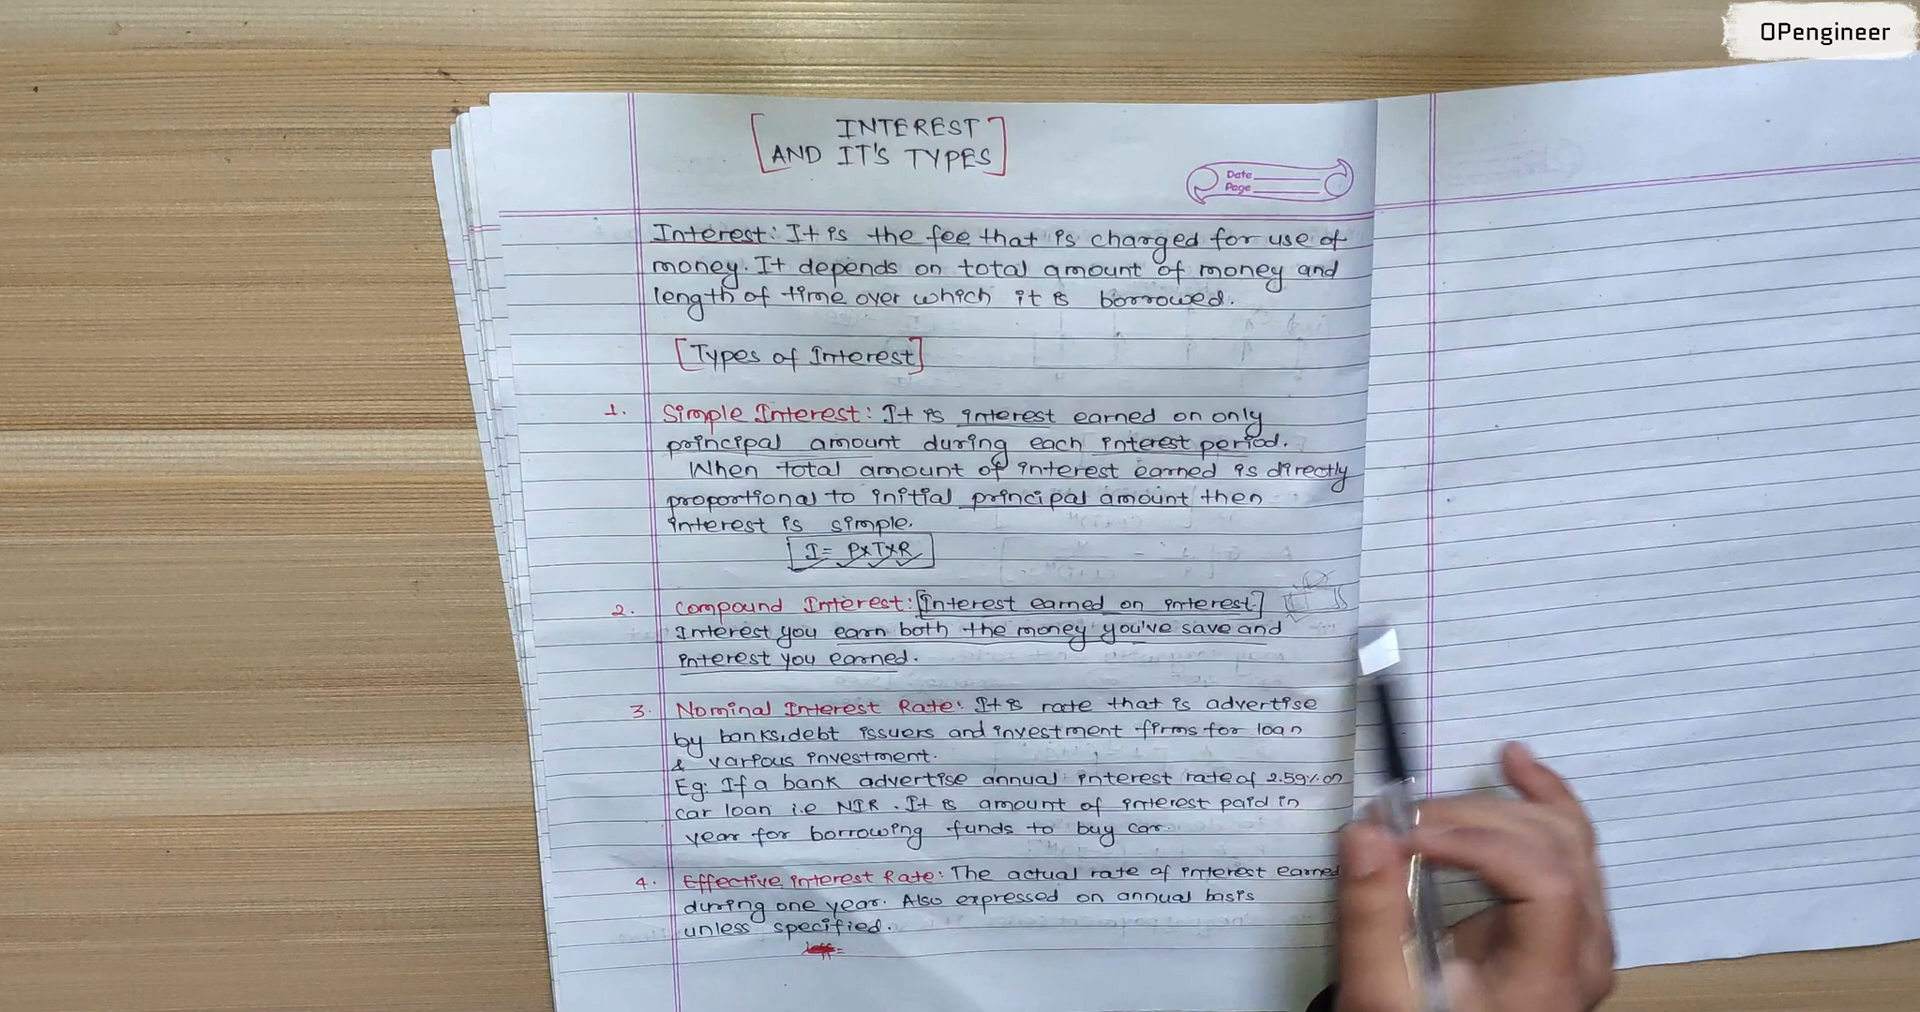 OPengineer
INTEREST
AND IT'S TYPES
Date
Page
Interest: It is the fee that is charged for use of
money. It depends on total amount of money and
length of time over which it is borrowed.
[Types of Interest]
1. Simple Interest: It is interest earned on only
principal amount during each interest period.
When total amount of interest earned is directly
proportional to initial principal amount then
interest is simple.
I = P×T×R
2. Compound Interest: [Interest earned on interest.]
Interest you earn both the money you've save and
interest you earned.
3. Nominal Interest Rate: It is rate that is advertise
by banks, debt issuers and investment firms for loan
& various investment.
Eg: If a bank advertise annual interest rate of 2.59% on
car loan i.e NIR. It is amount of interest paid in
year for borrowing funds to buy car.
4. Effective interest Rate: The actual rate of interest earned
during one year. Also expressed on annual basis
unless specified.